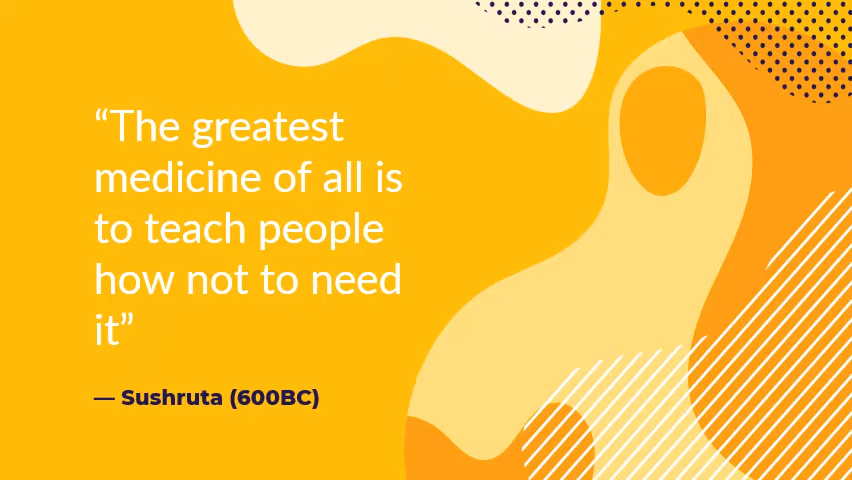 “The greatest
medicine of all is
to teach people
how not to need
it”
— Sushruta (600BC)